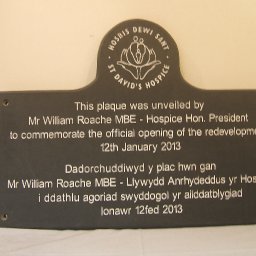 HOSBIS DEWI SANT
ST DAVID'S HOSPICE
This plaque was unveiled by
Mr William Roache MBE - Hospice Hon. President
to commemorate the official opening of the redevelopme
12th January 2013
Dadorchuddiwyd y plac hwn gan
Mr William Roache MBE - Llywydd Anrhydeddus yr Hos
i ddathlu agoriad swyddogol yr ailddatblygiad
Ionawr 12fed 2013